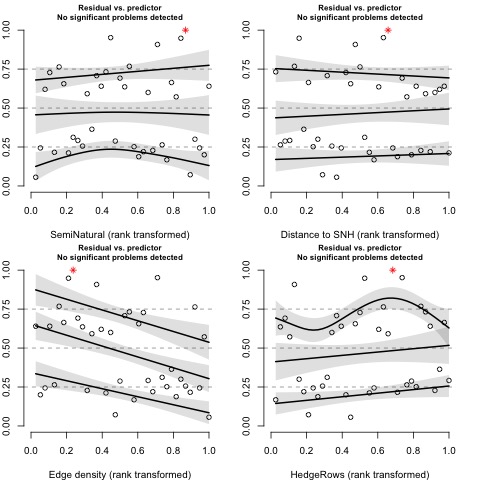 Residual vs. predictor
No significant problems detected
1.00
0.75
0.50
0.25
0.00
0.0 0.2 0.4 0.6 0.8 1.0
SemiNatural (rank transformed)
Residual vs. predictor
No significant problems detected
1.00
0.75
0.50
0.25
0.00
0.0 0.2 0.4 0.6 0.8 1.0
Distance to SNH (rank transformed)
Residual vs. predictor
No significant problems detected
1.00
0.75
0.50
0.25
0.00
0.0 0.2 0.4 0.6 0.8 1.0
Edge density (rank transformed)
Residual vs. predictor
No significant problems detected
1.00
0.75
0.50
0.25
0.00
0.0 0.2 0.4 0.6 0.8 1.0
HedgeRows (rank transformed)